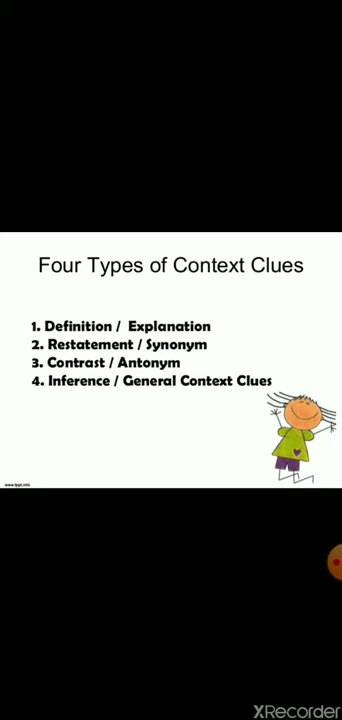 Four Types of Context Clues
1. Definition / Explanation
2. Restatement / Synonym
3. Contrast / Antonym
4. Inference / General Context Clues
www.fppt.info
XRecorder